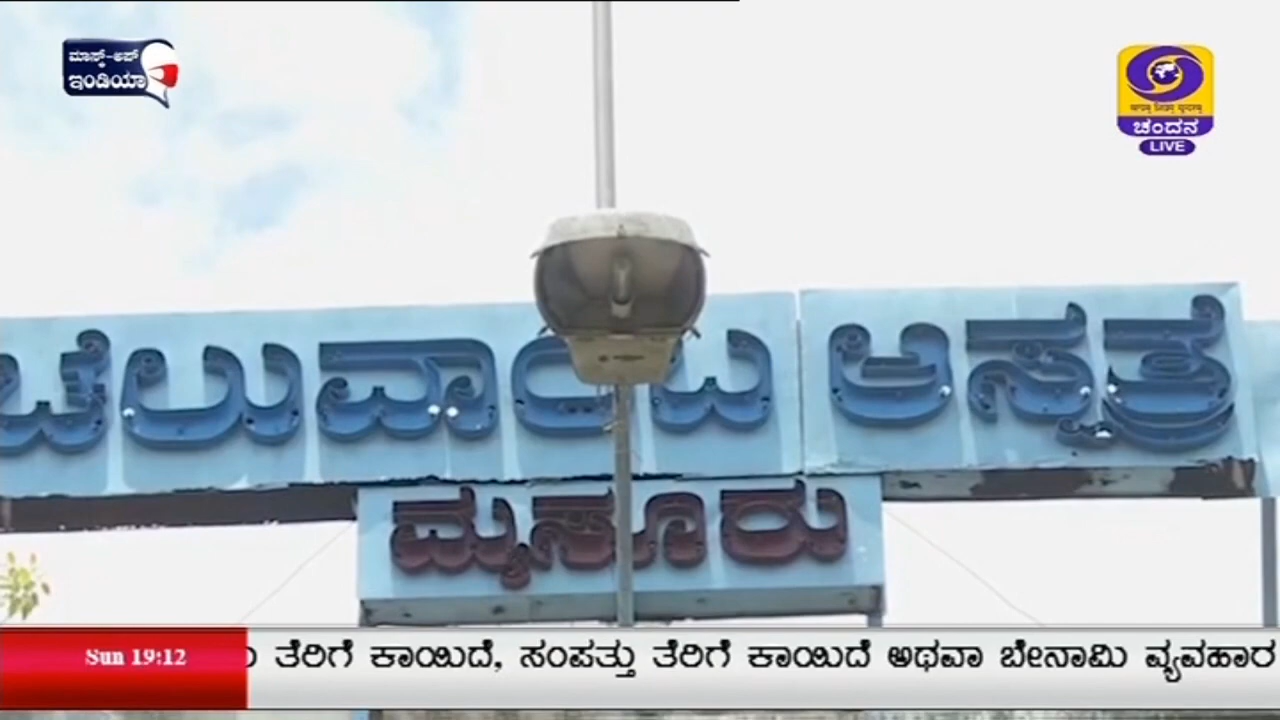 ಮಾಸ್ಕ್-ಅಪ್
ಇಂಡಿಯಾ
ಚಂದನ
LIVE
ಚೆಲುವಾಂಬ ಆಸ್ಪತ್ರೆ
ಮೈಸೂರು
Sun 19:12
ತೆರಿಗೆ ಕಾಯಿದೆ, ಸಂಪತ್ತು ತೆರಿಗೆ ಕಾಯಿದೆ ಅಥವಾ ಬೇನಾಮಿ ವ್ಯವಹಾರ